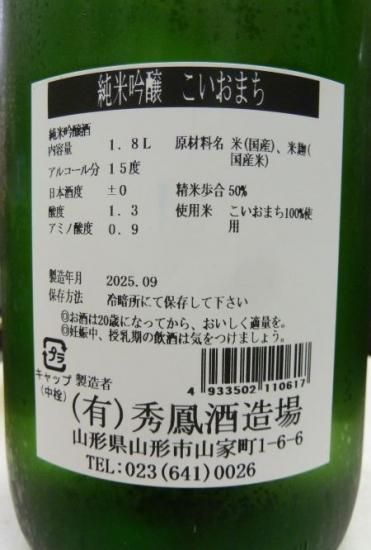 純米吟醸 こいおまち
純米吟醸酒
内容量 1.8L
アルコール分 15度
日本酒度 ±0
酸度 1.3
アミノ酸度 0.9
原材料名 米(国産)、米麹(
国産米)
精米歩合 50%
使用米 こいおまち100%使
用
製造年月 2025.09
保存方法 冷暗所にて保存して下さい
◎お酒は20歳になってから、おいしく適量を。
◎妊娠中、授乳期の飲酒は気をつけましょう。
プラ
キャップ
(中栓)
4 933502 110617
製造者
(有)秀鳳酒造場
山形県山形市山家町1-6-6
TEL:023(641)0026